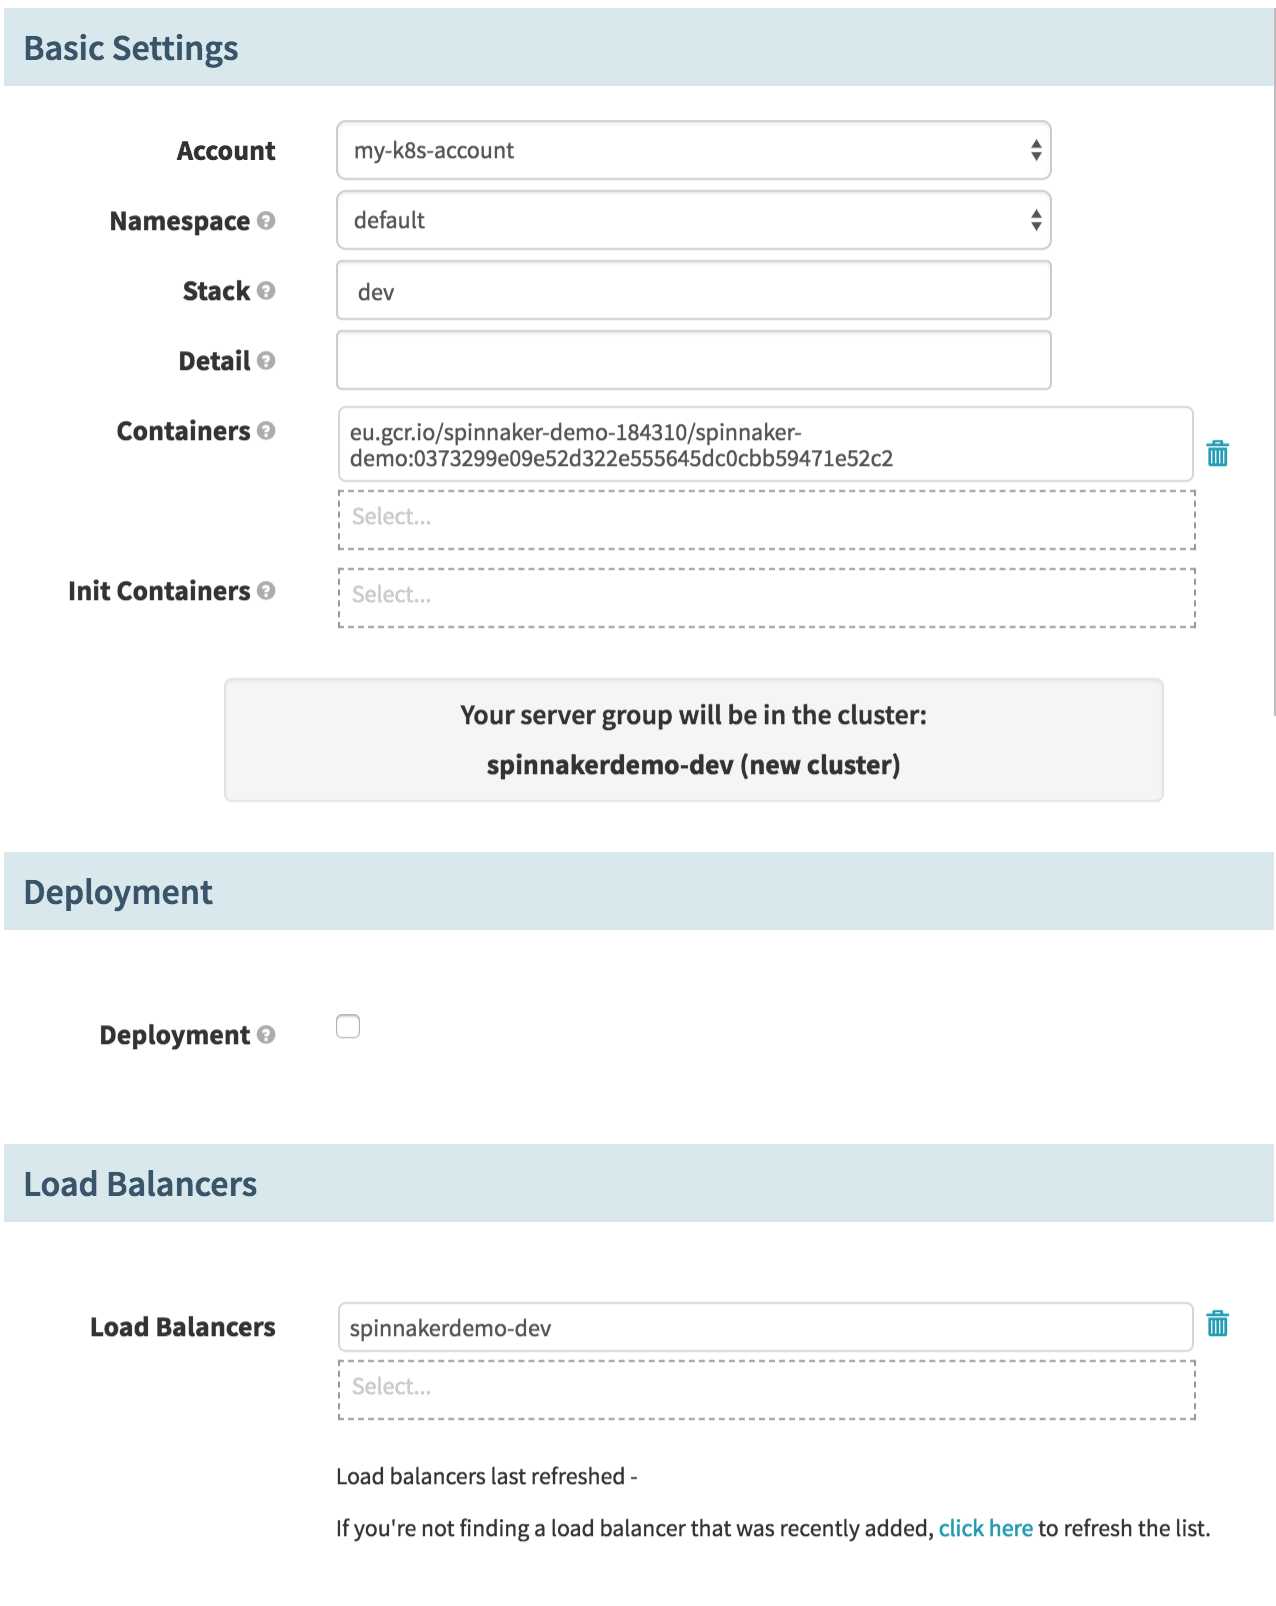 Basic Settings
Account
my-k8s-account
Namespace
default
Stack
dev
Detail
Containers
eu.gcr.io/spinnaker-demo-184310/spinnaker-
demo:0373299e09e52d322e555645dc0cbb59471e52c2
Select...
Init Containers
Select...
Your server group will be in the cluster:
spinnakerdemo-dev (new cluster)
Deployment
Deployment
Load Balancers
Load Balancers
spinnakerdemo-dev
Select...
Load balancers last refreshed -
If you're not finding a load balancer that was recently added, click here to refresh the list.